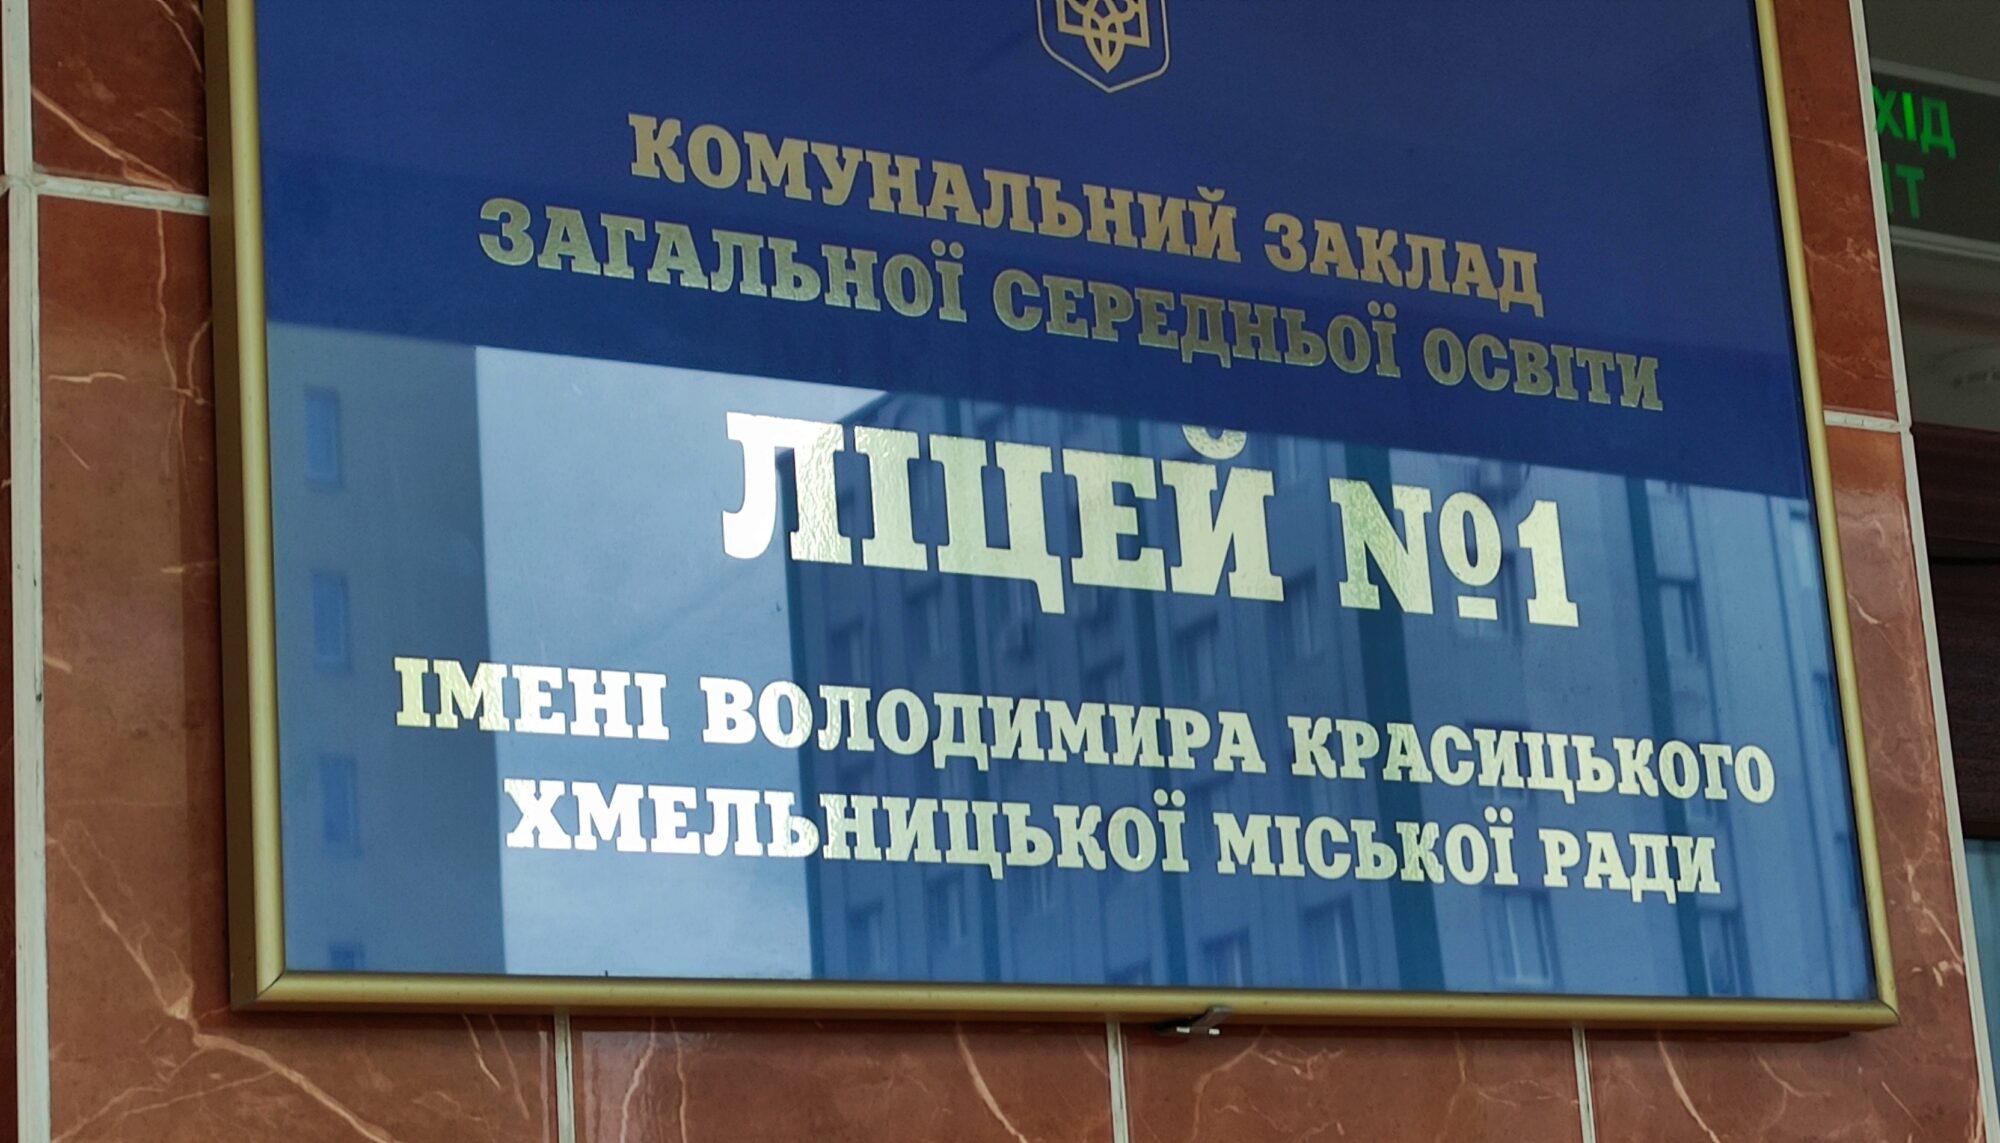 КОМУНАЛЬНИЙ ЗАКЛАД
ЗАГАЛЬНОЇ СЕРЕДНЬОЇ ОСВІТИ
ЛІЦЕЙ №1
ІМЕНІ ВОЛОДИМИРА КРАСИЦЬКОГО
ХМЕЛЬНИЦЬКОЇ МІСЬКОЇ РАДИ